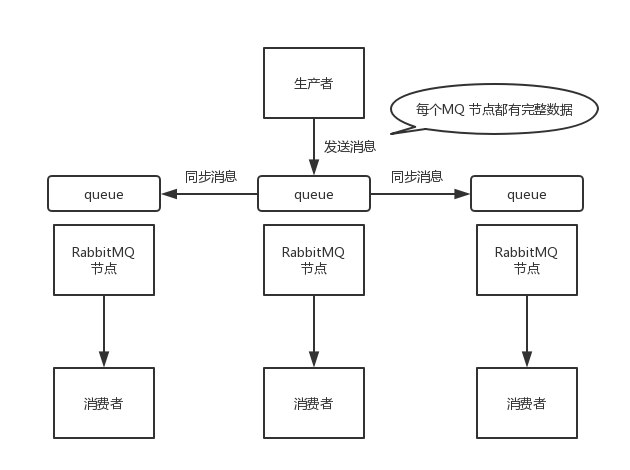 生产者
每个MQ 节点都有完整数据
发送消息
同步消息
同步消息
queue
queue
queue
RabbitMQ
节点
RabbitMQ
节点
RabbitMQ
节点
消费者
消费者
消费者